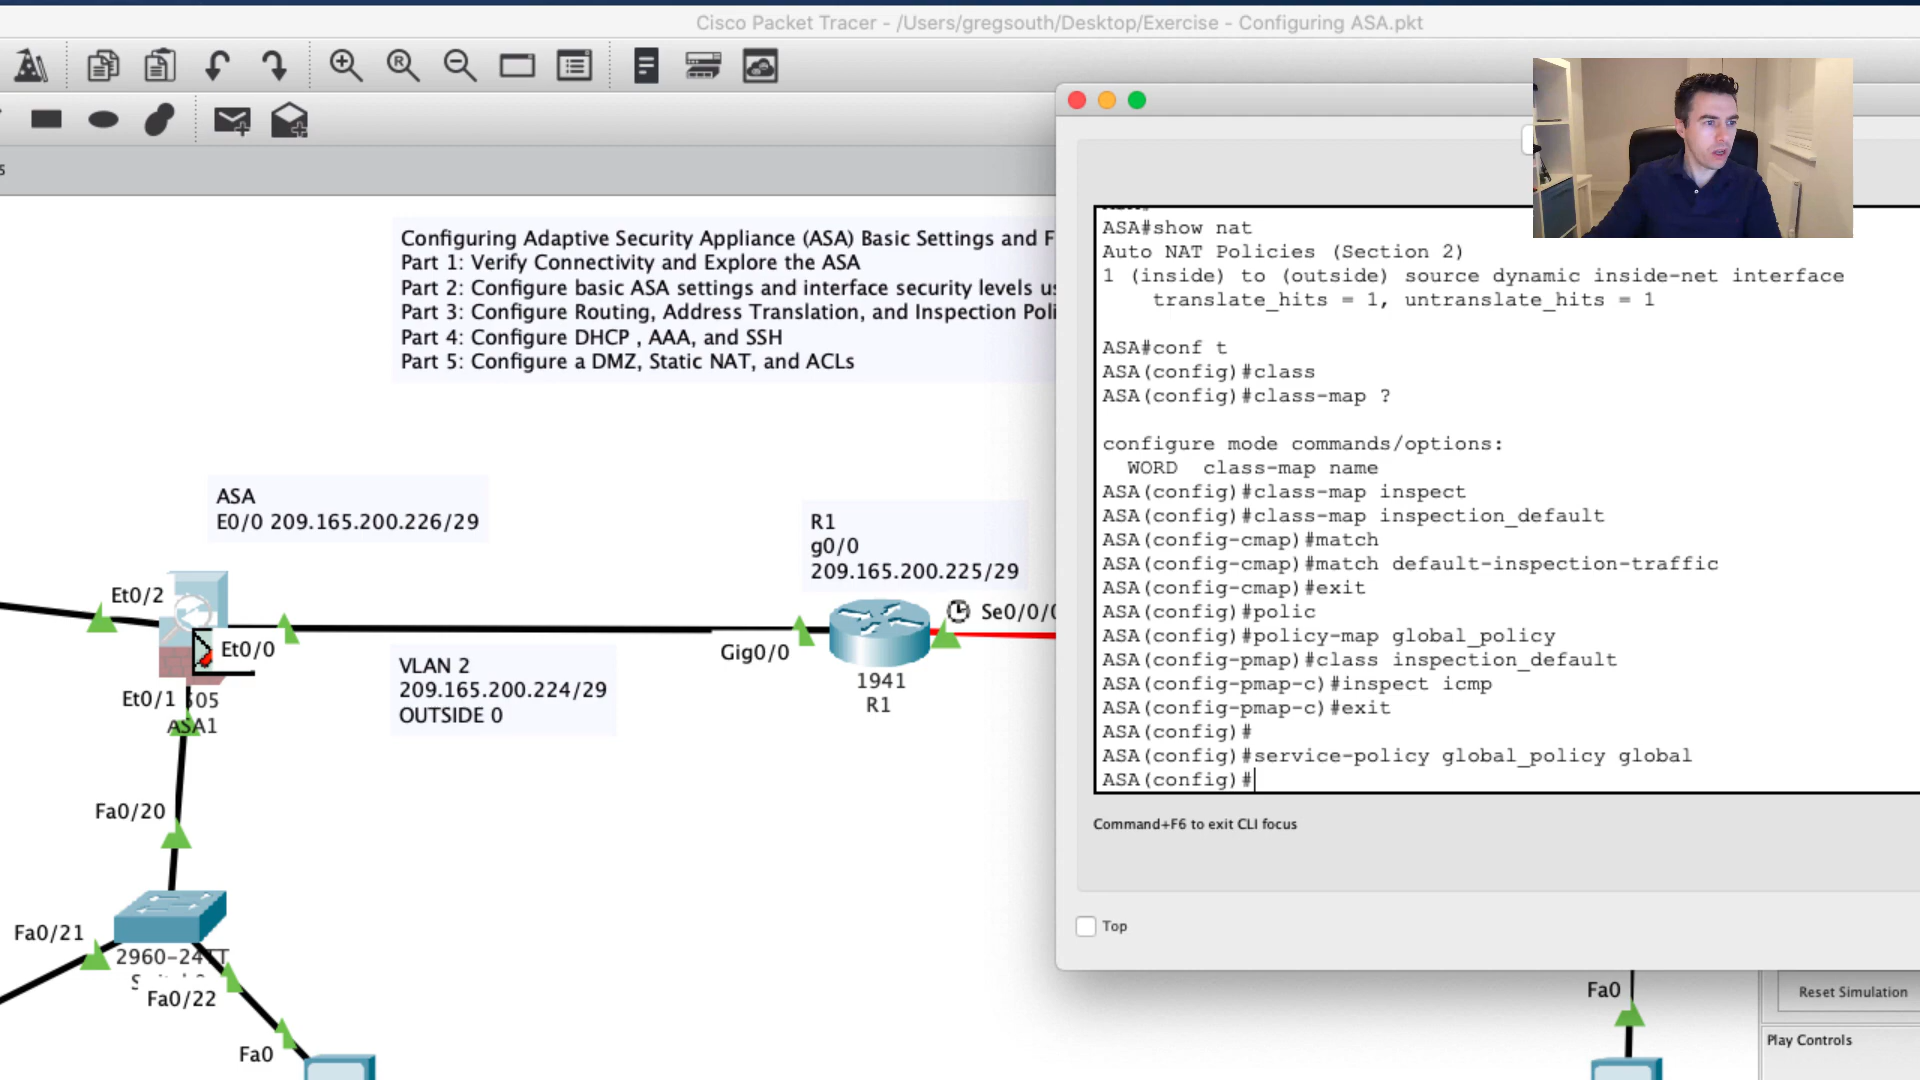 Cisco Packet Tracer - /Users/gregsouth/Desktop/Exercise - Configuring ASA.pkt
s
Configuring Adaptive Security Appliance (ASA) Basic Settings and F
Part 1: Verify Connectivity and Explore the ASA
Part 2: Configure basic ASA settings and interface security levels us
Part 3: Configure Routing, Address Translation, and Inspection Poli
Part 4: Configure DHCP , AAA, and SSH
Part 5: Configure a DMZ, Static NAT, and ACLs
ASA
E0/0 209.165.200.226/29
R1
g0/0
209.165.200.225/29
Et0/2
Et0/0
Et0/1
505
ASA1
VLAN 2
209.165.200.224/29
OUTSIDE 0
Gig0/0
Se0/0/0
1941
R1
Fa0/20
Fa0/21
2960-24TT
Fa0/22
Fa0
ASA#show nat
Auto NAT Policies (Section 2)
1 (inside) to (outside) source dynamic inside-net interface
translate_hits = 1, untranslate_hits = 1
ASA#conf t
ASA(config)#class
ASA(config)#class-map ?
configure mode commands/options:
WORD  class-map name
ASA(config)#class-map inspect
ASA(config)#class-map inspection_default
ASA(config-cmap)#match
ASA(config-cmap)#match default-inspection-traffic
ASA(config-cmap)#exit
ASA(config)#polic
ASA(config)#policy-map global_policy
ASA(config-pmap)#class inspection_default
ASA(config-pmap-c)#inspect icmp
ASA(config-pmap-c)#exit
ASA(config)#
ASA(config)#service-policy global_policy global
ASA(config)#
Command+F6 to exit CLI focus
Top
Fa0
Reset Simulation
Play Controls